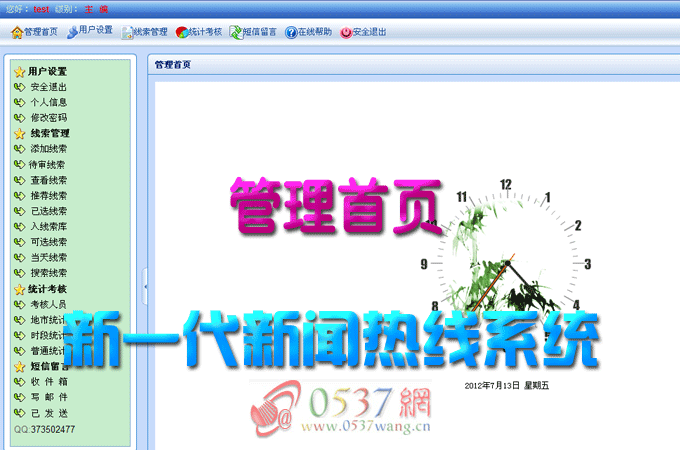 您好： test 级别： 主 编
管理首页 用户设置 线索管理 统计考核 短信留言 在线帮助 安全退出
用户设置
安全退出
个人信息
修改密码
线索管理
添加线索
待审线索
查看线索
推荐线索
已选线索
入线索库
可选线索
当天线索
搜索线索
统计考核
考核人员
地市统计
时段统计
普通统计
短信留言
收 件 箱
写 邮 件
已 发 送
QQ:373502477
管理首页
管理首页
12
11 1
2
9 3
8 4
新一代新闻热线系统
2012年7月13日 星期五
0537網
www.0537wang.cn